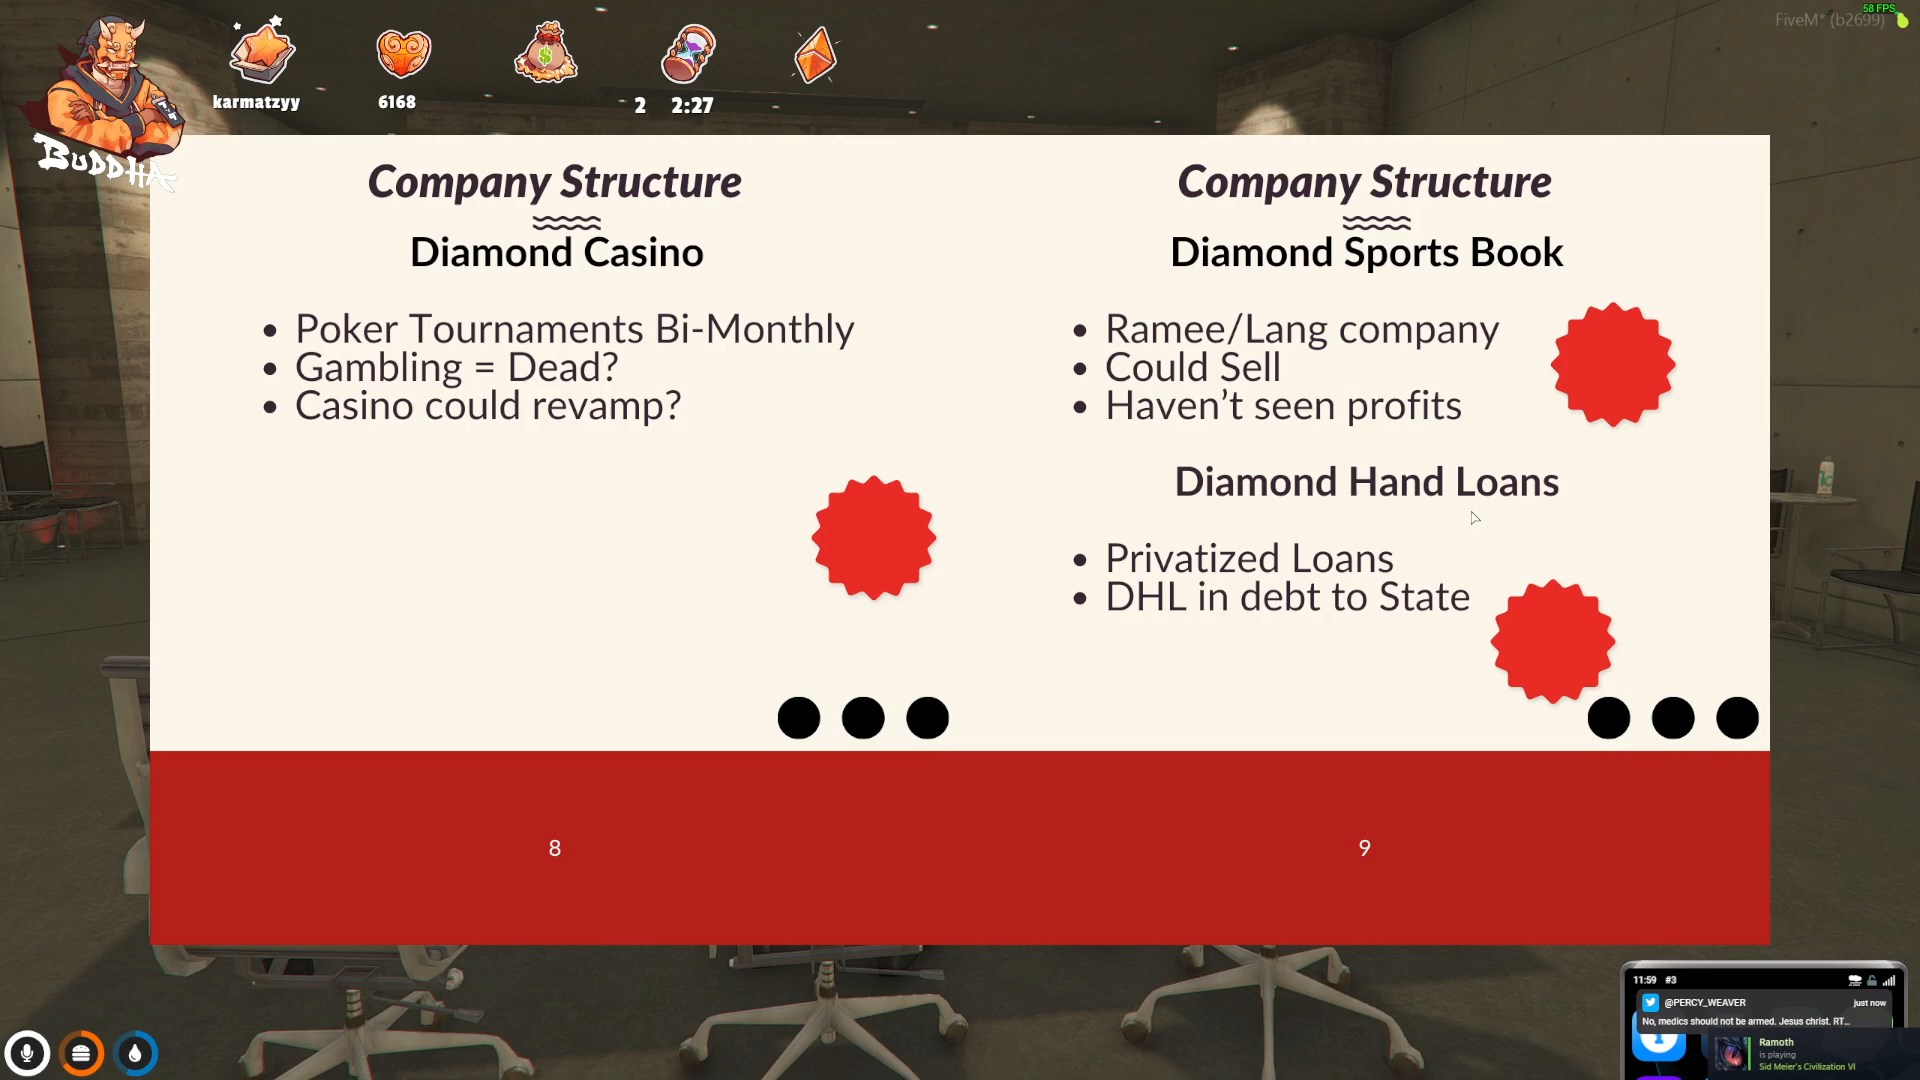 58 FPS
FiveM* (b2699)
karmatzyy
6168
2 2:27
BUDDHA
Company Structure
Diamond Casino
• Poker Tournaments Bi-Monthly
• Gambling = Dead?
• Casino could revamp?
8
Company Structure
Diamond Sports Book
• Ramee/Lang company
• Could Sell
• Haven’t seen profits
Diamond Hand Loans
• Privatized Loans
• DHL in debt to State
9
11:59 #3
@PERCY_WEAVER just now
No, medics should not be armed. Jesus christ. RT...
Ramoth
is playing
Sid Meier's Civilization VI